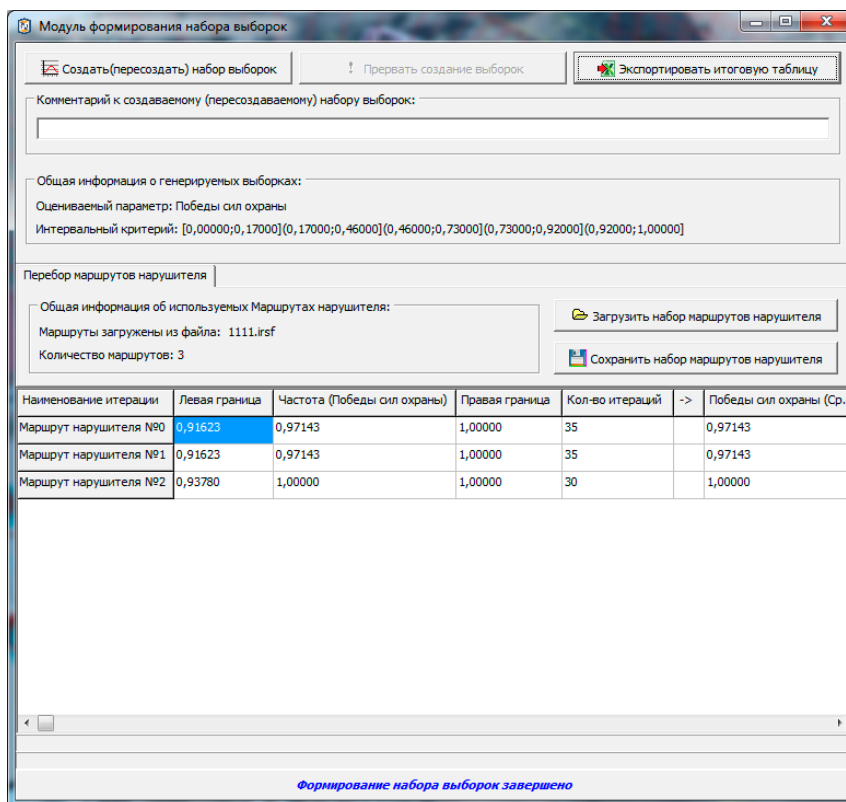 Модуль формирования набора выборок
Создать(пересоздать) набор выборок ! Прервать создание выборок Экспортировать итоговую таблицу
Комментарий к создаваемому (пересоздаваемому) набору выборок:
Общая информация о генерируемых выборках:
Оцениваемый параметр: Победы сил охраны
Интервальный критерий: [0,00000;0,17000](0,17000;0,46000](0,46000;0,73000](0,73000;0,92000](0,92000;1,00000]
Перебор маршрутов нарушителя
Общая информация об используемых Маршрутах нарушителя:
Маршруты загружены из файла: 1111.irsf
Количество маршрутов: 3
Загрузить набор маршрутов нарушителя
Сохранить набор маршрутов нарушителя
Наименование итерации Левая граница Частота (Победы сил охраны) Правая граница Кол-во итераций -> Победы сил охраны (Ср.
Маршрут нарушителя №0 0,91623 0,97143 1,00000 35 0,97143
Маршрут нарушителя №1 0,91623 0,97143 1,00000 35 0,97143
Маршрут нарушителя №2 0,93780 1,00000 1,00000 30 1,00000
Формирование набора выборок завершено